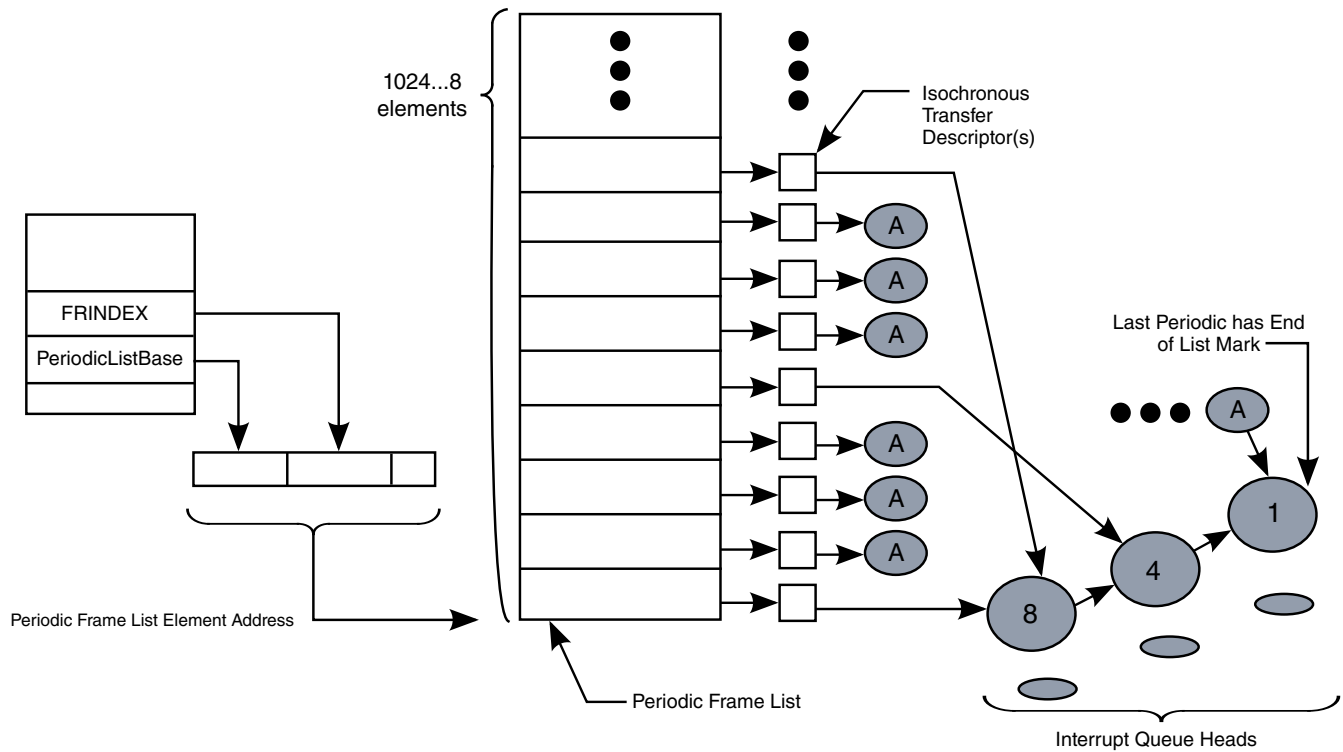 1024...8
elements
Isochronous
Transfer
Descriptor(s)
A
A
A
FRINDEX
PeriodicListBase
Last Periodic has End
of List Mark
A
A
A
A
1
4
8
Periodic Frame List Element Address
Periodic Frame List
Interrupt Queue Heads